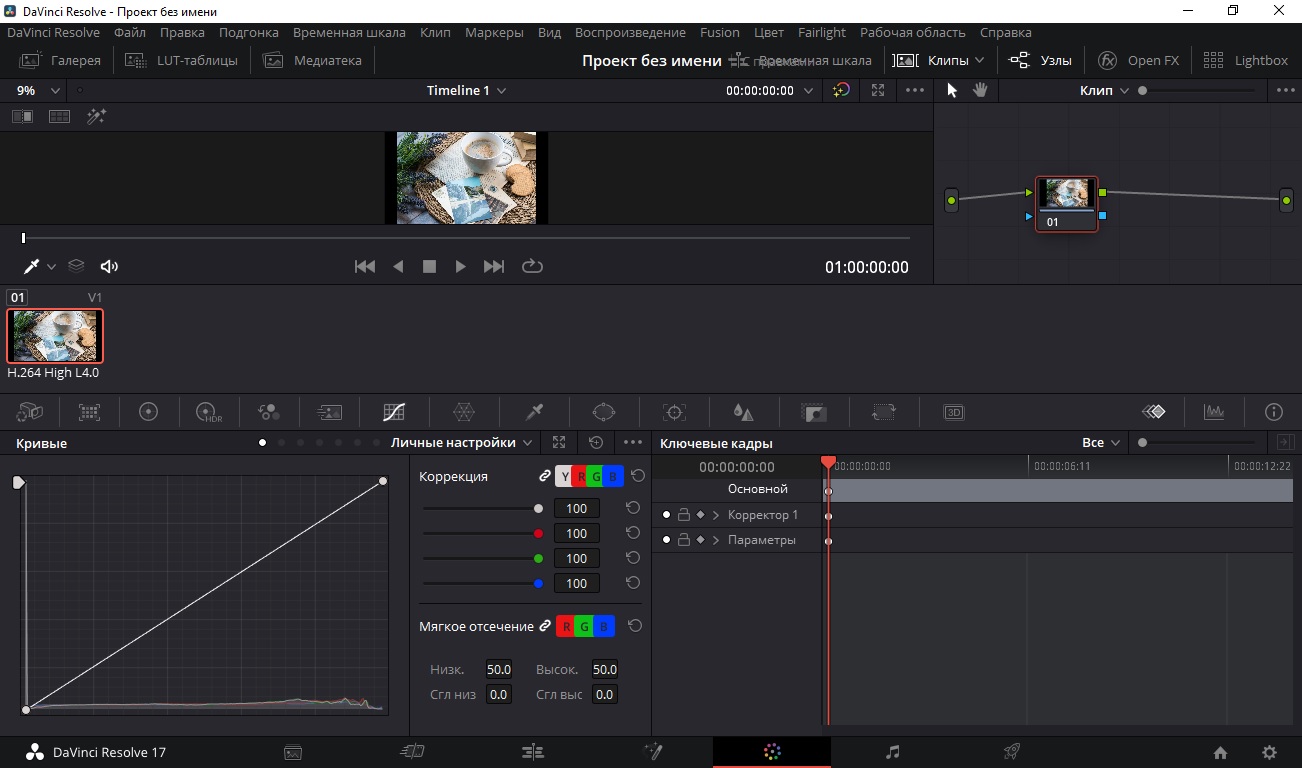 DaVinci Resolve - Проект без имени
DaVinci Resolve Файл Правка Подгонка Временная шкала Клип Маркеры Вид Воспроизведение Fusion Цвет Fairlight Рабочая область Справка
Галерея LUT-таблицы Медиатека Проект без имени Временная шкала Клипы Узлы Open FX Lightbox
9% Timeline 1 00:00:00:00 Клип
01
01:00:00:00
01 V1
H.264 High L4.0
HDR 3D
Кривые Личные настройки Ключевые кадры Все
Коррекция Y R G B 00:00:00:00 00:00:00:00 00:00:06:11 00:00:12:22
Основной
100
Корректор 1
100
Параметры
100
100
Мягкое отсечение R G B
Низк. 50.0 Высок. 50.0
Сгл низ 0.0 Сгл выс 0.0
DaVinci Resolve 17